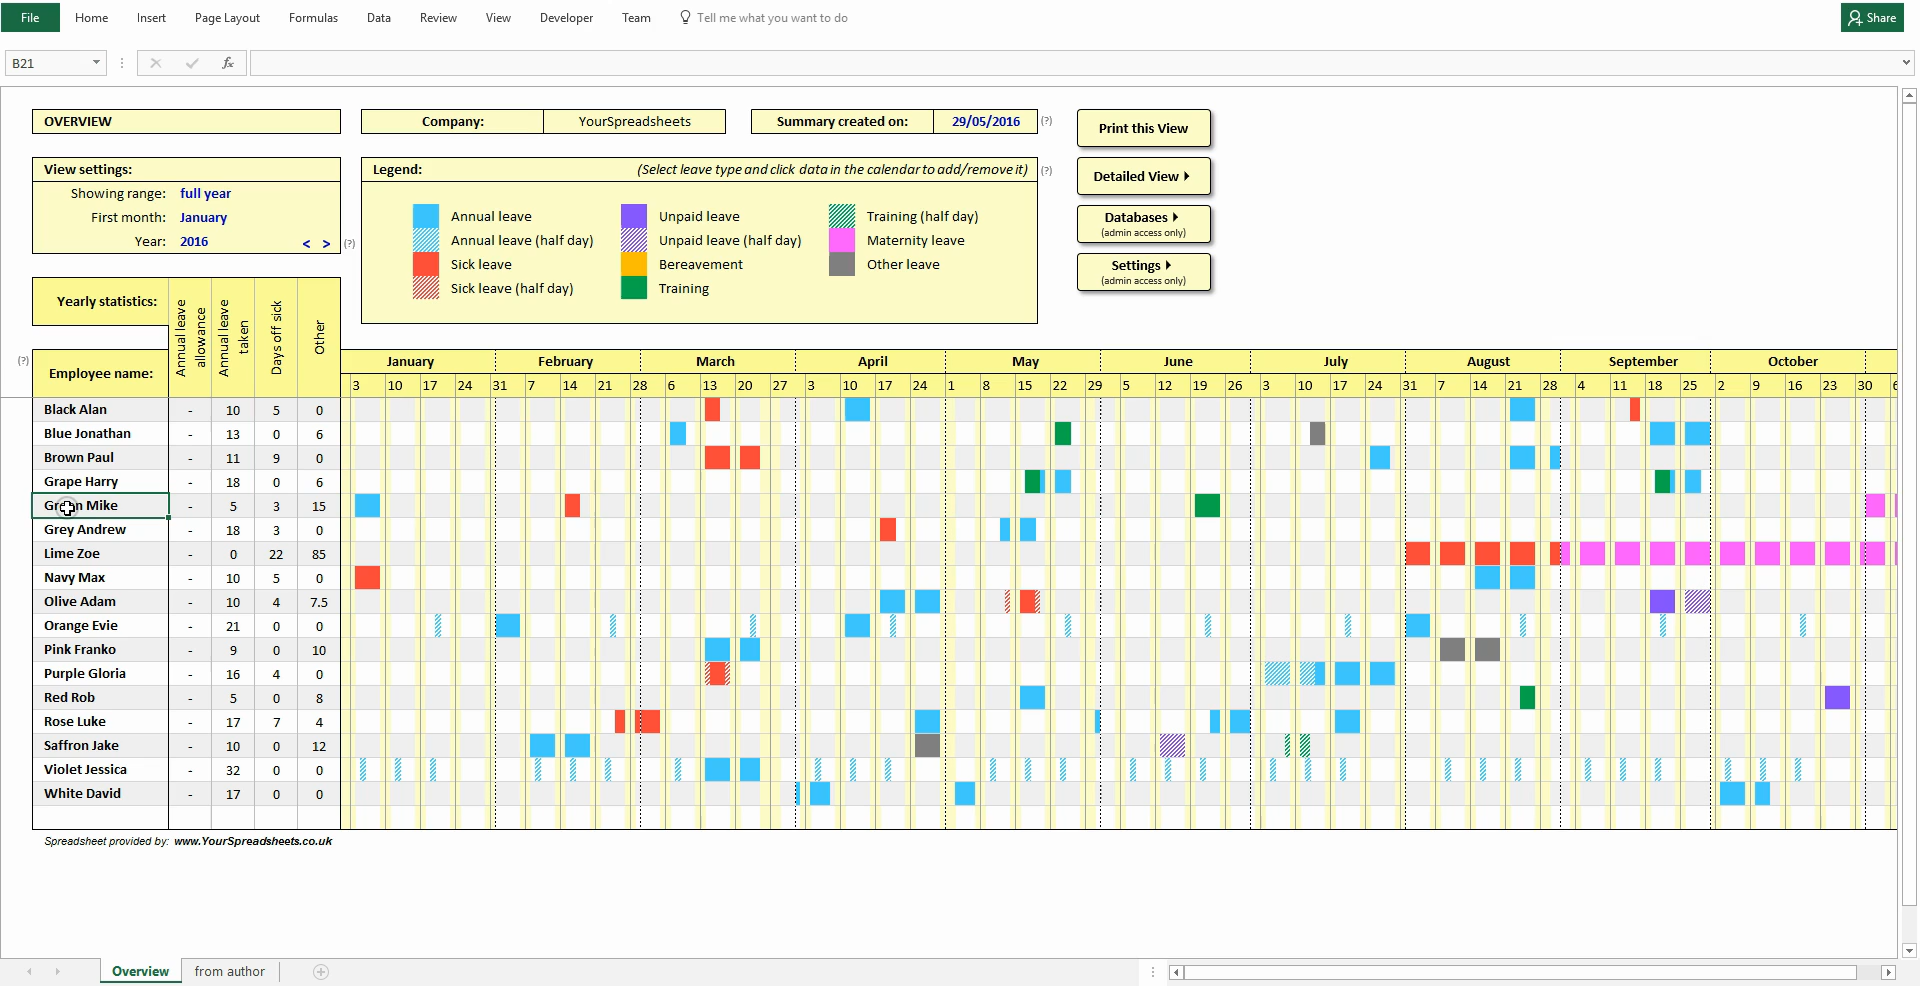 File Home Insert Page Layout Formulas Data Review View Developer Team Tell me what you want to do Share
B21 fx
OVERVIEW Company: YourSpreadsheets Summary created on: 29/05/2016 (?) Print this View
View settings: Legend: (Select leave type and click data in the calendar to add/remove it) (?) Detailed View
Showing range: full year
First month: January
Year: 2016 < > (?)
Annual leave Unpaid leave Training (half day)
Annual leave (half day) Unpaid leave (half day) Maternity leave
Sick leave Bereavement Other leave
Sick leave (half day) Training
Databases
(admin access only)
Settings
(admin access only)
Yearly statistics: Annual leave allowance Annual leave taken Days off sick Other
(?) Employee name:
January February March April May June July August September October
3 10 17 24 31 7 14 21 28 6 13 20 27 3 10 17 24 1 8 15 22 29 5 12 19 26 3 10 17 24 31 7 14 21 28 4 11 18 25 2 9 16 23 30
Black Alan - 10 5 0
Blue Jonathan - 13 0 6
Brown Paul - 11 9 0
Grape Harry - 18 0 6
Green Mike - 5 3 15
Grey Andrew - 18 3 0
Lime Zoe - 0 22 85
Navy Max - 10 5 0
Olive Adam - 10 4 7.5
Orange Evie - 21 0 0
Pink Franko - 9 0 10
Purple Gloria - 16 4 0
Red Rob - 5 0 8
Rose Luke - 17 7 4
Saffron Jake - 10 0 12
Violet Jessica - 32 0 0
White David - 17 0 0
Spreadsheet provided by: www.YourSpreadsheets.co.uk
Overview from author